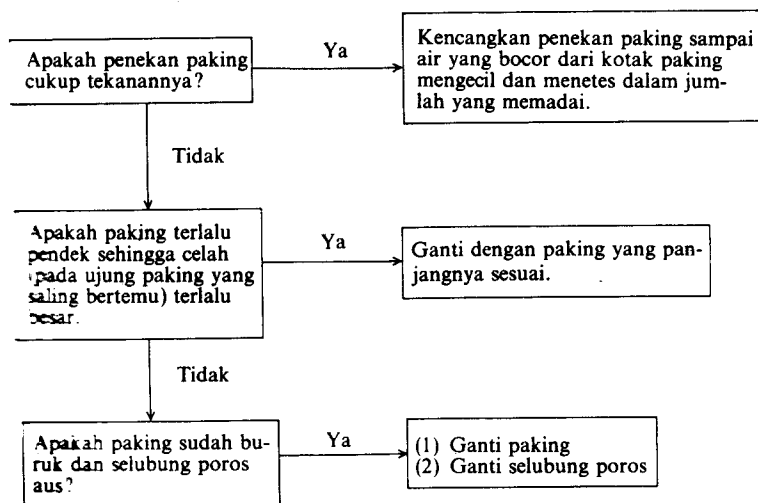 Apakah penekan paking
cukup tekanannya?
Ya
Kencangkan penekan paking sampai
air yang bocor dari kotak paking
mengecil dan menetes dalam jum-
lah yang memadai.
Tidak
Apakah paking terlalu
pendek sehingga celah
(pada ujung paking yang
saling bertemu) terlalu
besar.
Ya
Ganti dengan paking yang pan-
jangnya sesuai.
Tidak
Apakah paking sudah bu-
ruk dan selubung poros
aus?
Ya
(1) Ganti paking
(2) Ganti selubung poros